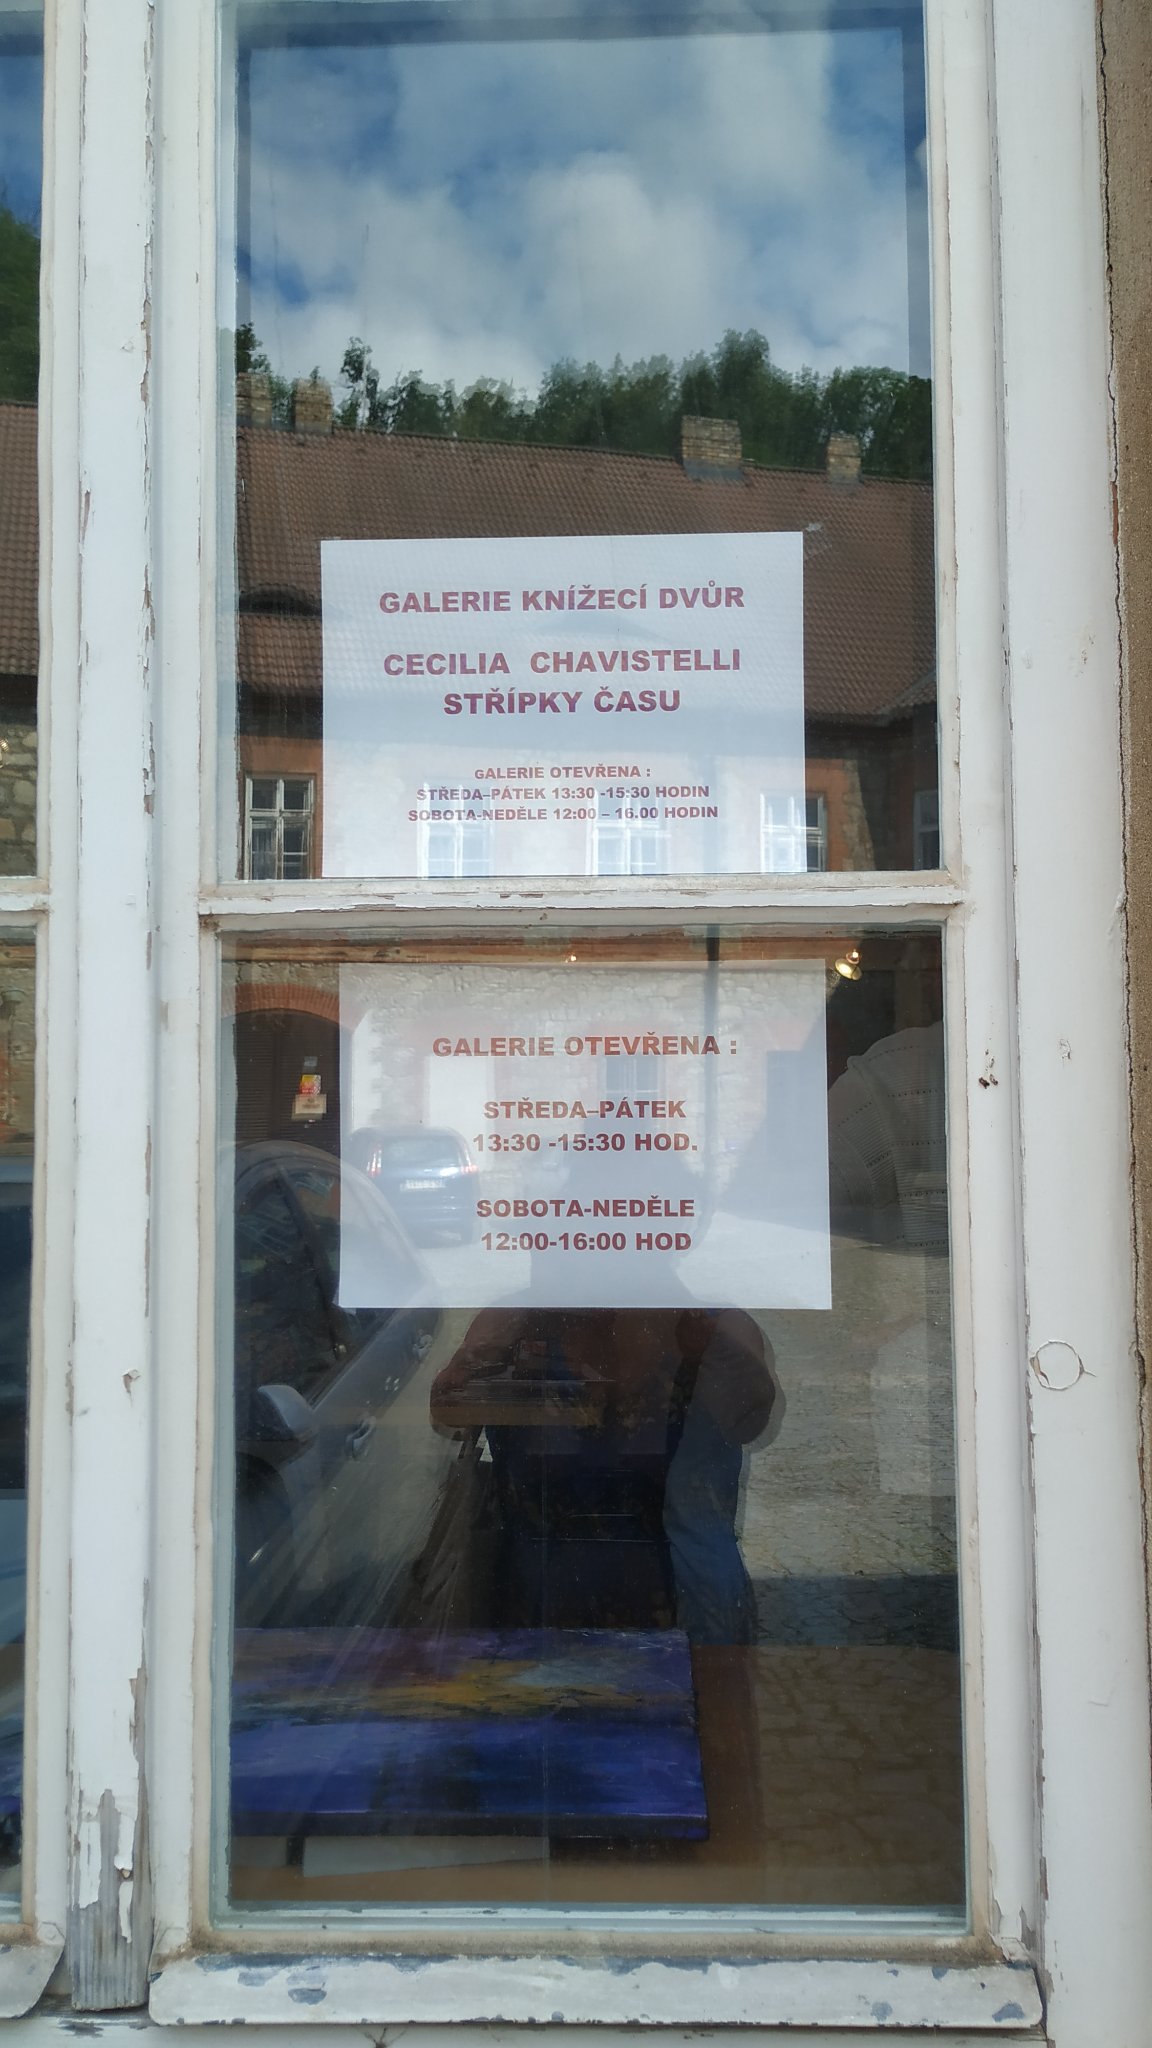 GALERIE KNÍŽECÍ DVŮR
CECILIA CHAVISTELLI
STŘÍPKY ČASU
GALERIE OTEVŘENA :
STŘEDA–PÁTEK 13:30 -15:30 HODIN
SOBOTA-NEDĚLE 12:00 – 16.00 HODIN
GALERIE OTEVŘENA :
STŘEDA–PÁTEK
13:30 -15:30 HOD.
SOBOTA-NEDĚLE
12:00-16:00 HOD